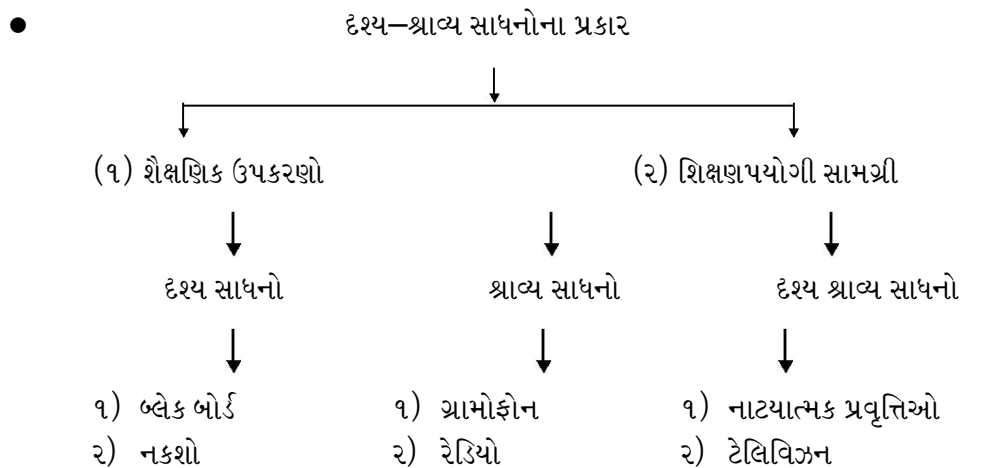 ● દૃશ્ય–શ્રાવ્ય સાધનોના પ્રકાર
(૧) શૈક્ષણિક ઉપકરણો (૨) શિક્ષણપયોગી સામગ્રી
દૃશ્ય સાધનો શ્રાવ્ય સાધનો દૃશ્ય શ્રાવ્ય સાધનો
૧) બ્લેક બોર્ડ ૧) ગ્રામોફોન ૧) નાટયાત્મક પ્રવૃત્તિઓ
૨) નકશો ૨) રેડિયો ૨) ટેલિવિઝન